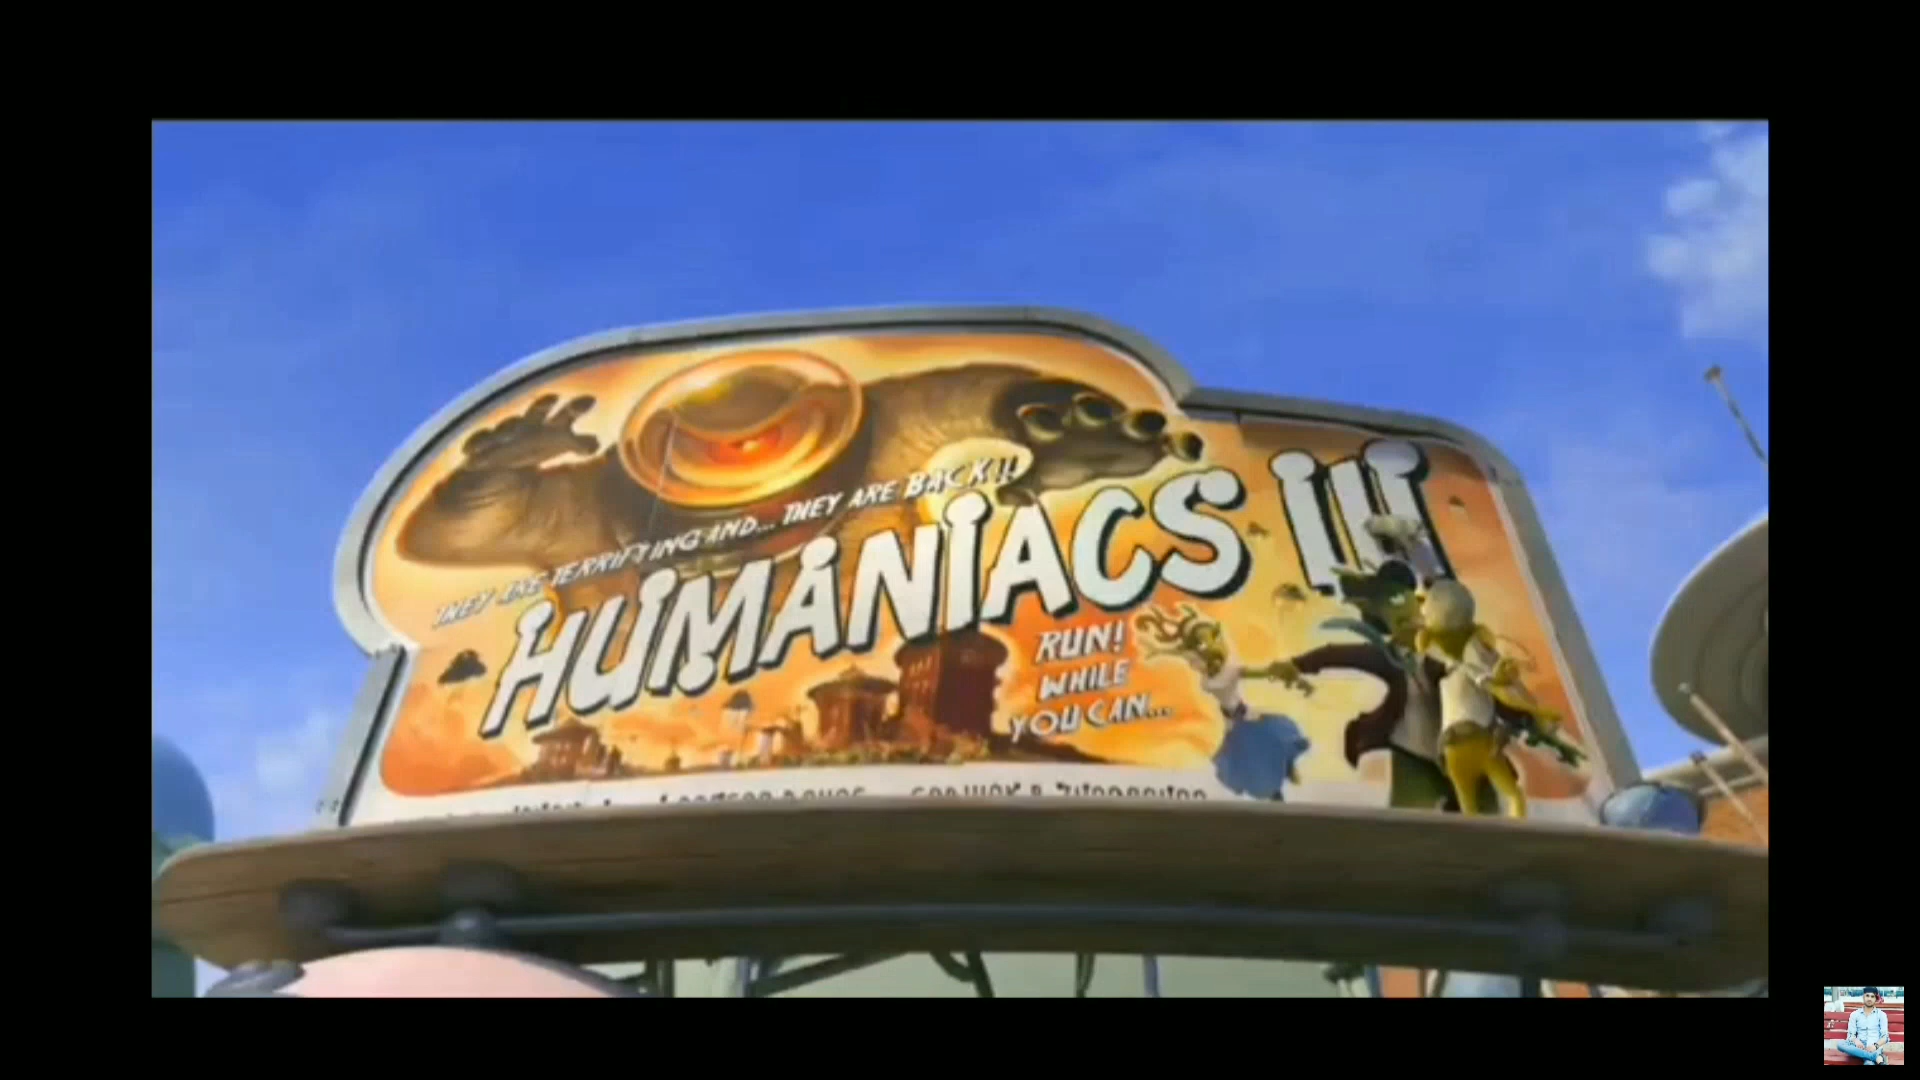 THEY ARE TERRIFYING AND... THEY ARE BACK!!
HUMANIACS III
RUN!
WHILE
YOU CAN...